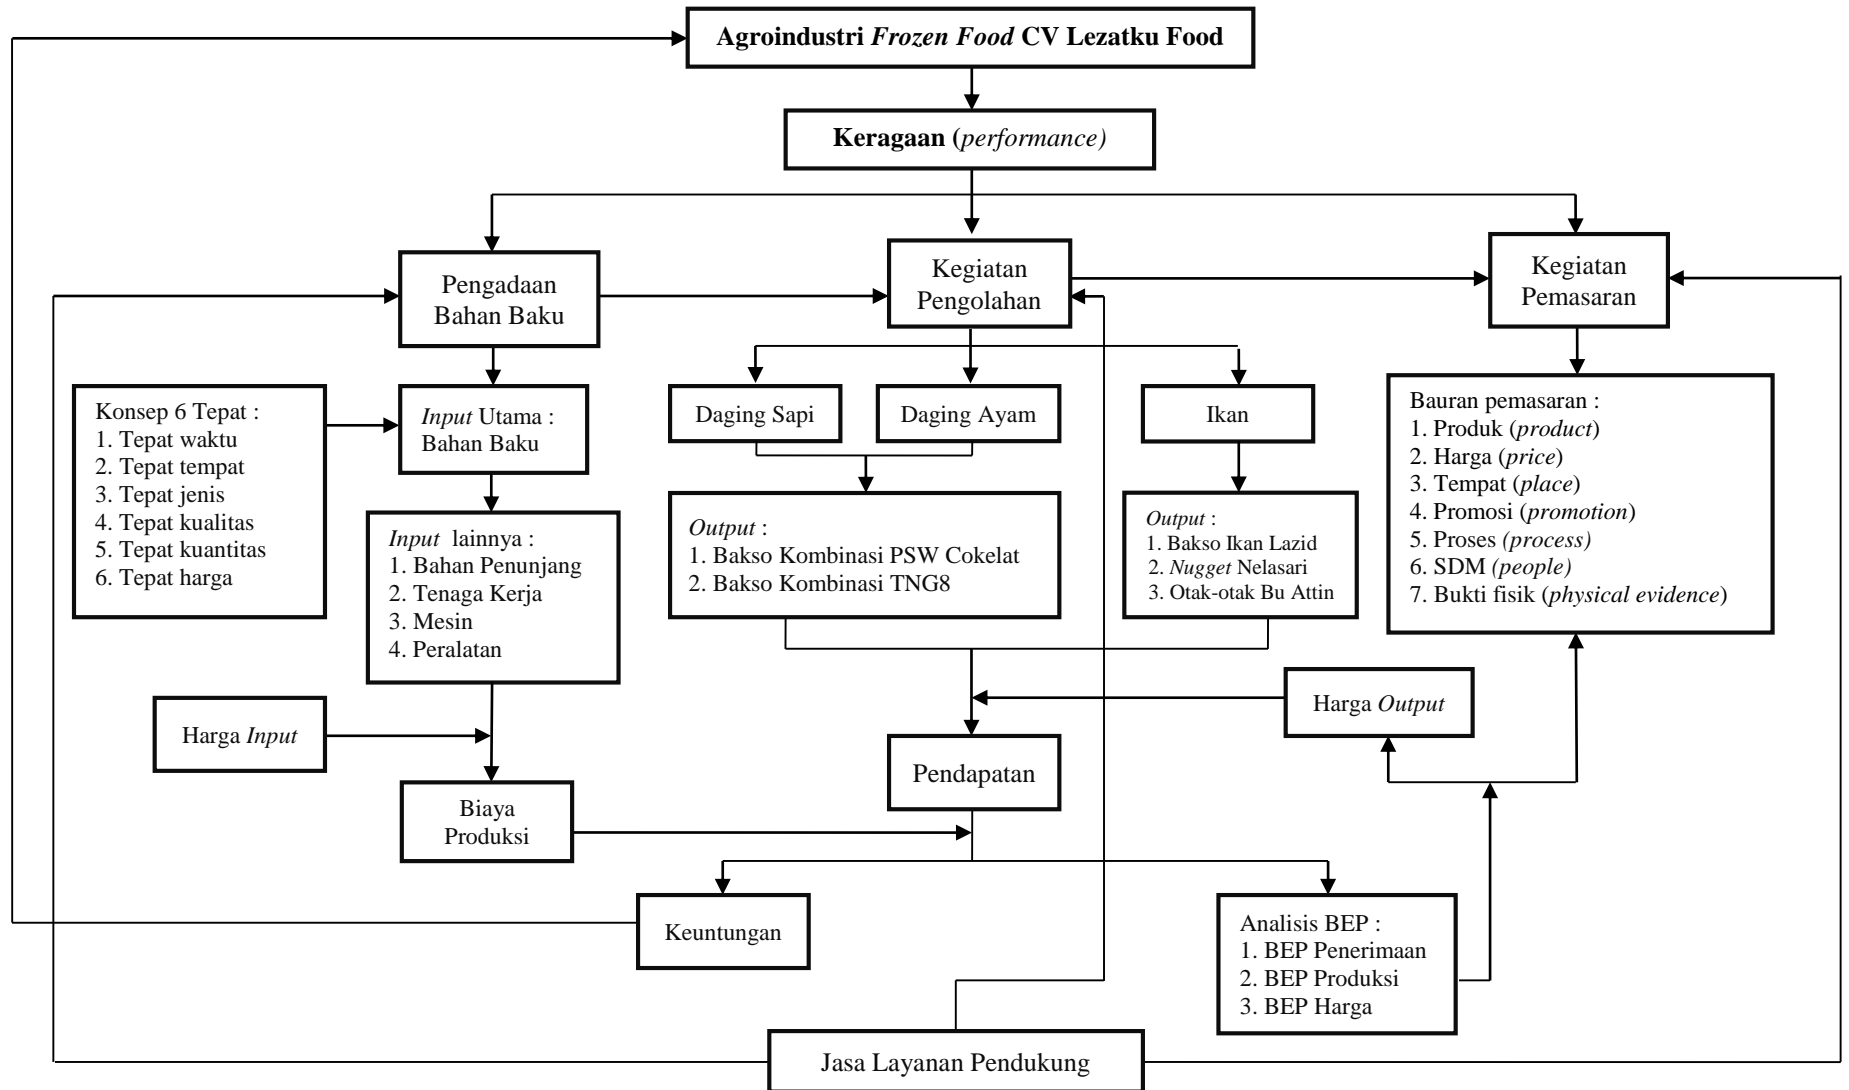 Agroindustri Frozen Food CV Lezatku Food
Keragaan (performance)
Pengadaan
Bahan Baku
Kegiatan
Pengolahan
Kegiatan
Pemasaran
Konsep 6 Tepat :
1. Tepat waktu
2. Tepat tempat
3. Tepat jenis
4. Tepat kualitas
5. Tepat kuantitas
6. Tepat harga
Input Utama :
Bahan Baku
Daging Sapi
Daging Ayam
Ikan
Bauran pemasaran :
1. Produk (product)
2. Harga (price)
3. Tempat (place)
4. Promosi (promotion)
5. Proses (process)
6. SDM (people)
7. Bukti fisik (physical evidence)
Input lainnya :
1. Bahan Penunjang
2. Tenaga Kerja
3. Mesin
4. Peralatan
Output :
1. Bakso Kombinasi PSW Cokelat
2. Bakso Kombinasi TNG8
Output :
1. Bakso Ikan Lazid
2. Nugget Nelasari
3. Otak-otak Bu Attin
Harga Input
Harga Output
Biaya
Produksi
Pendapatan
Keuntungan
Analisis BEP :
1. BEP Penerimaan
2. BEP Produksi
3. BEP Harga
Jasa Layanan Pendukung